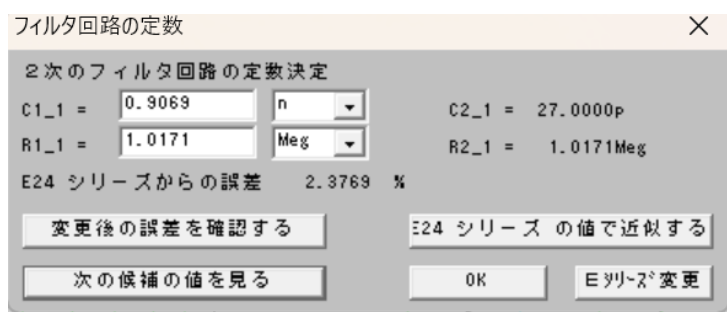 フィルタ回路の定数
２次のフィルタ回路の定数決定
C1_1 = 0.9069 n C2_1 = 27.0000p
R1_1 = 1.0171 Meg R2_1 = 1.0171Meg
E24 シリーズからの誤差 2.3769 %
変更後の誤差を確認する E24 シリーズ の値で近似する
次の候補の値を見る OK Eｼﾘｰｽﾞ変更